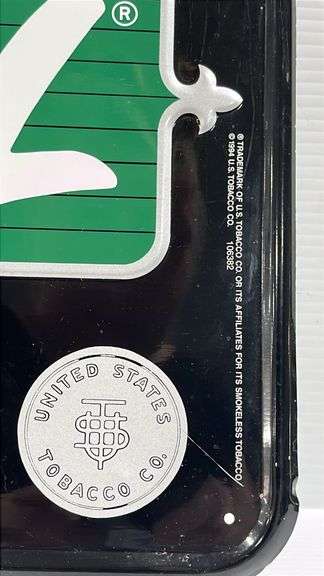 ®
® TRADEMARK OF U.S. TOBACCO CO. OR ITS AFFILIATES FOR ITS SMOKELESS TOBACCO
© 1994 U.S. TOBACCO CO. 106382
UNITED STATES
TOBACCO CO.